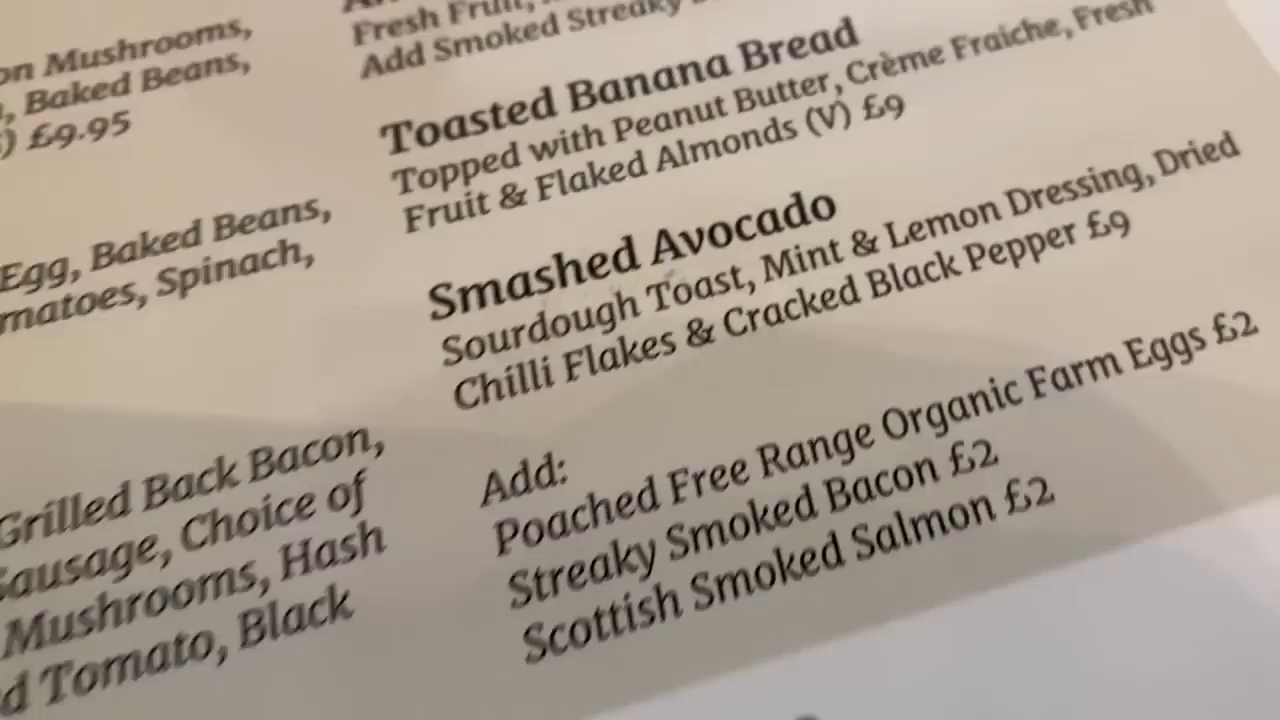 on Mushrooms,
, Baked Beans,
) £9.95
Egg, Baked Beans,
matoes, Spinach,
Grilled Back Bacon,
Sausage, Choice of
Mushrooms, Hash
d Tomato, Black
Fresh Fruit,
Add Smoked Streaky
Toasted Banana Bread
Topped with Peanut Butter, Crème Fraiche, Fresh
Fruit & Flaked Almonds (V) £9
Smashed Avocado
Sourdough Toast, Mint & Lemon Dressing, Dried
Chilli Flakes & Cracked Black Pepper £9
Add:
Poached Free Range Organic Farm Eggs £2
Streaky Smoked Bacon £2
Scottish Smoked Salmon £2